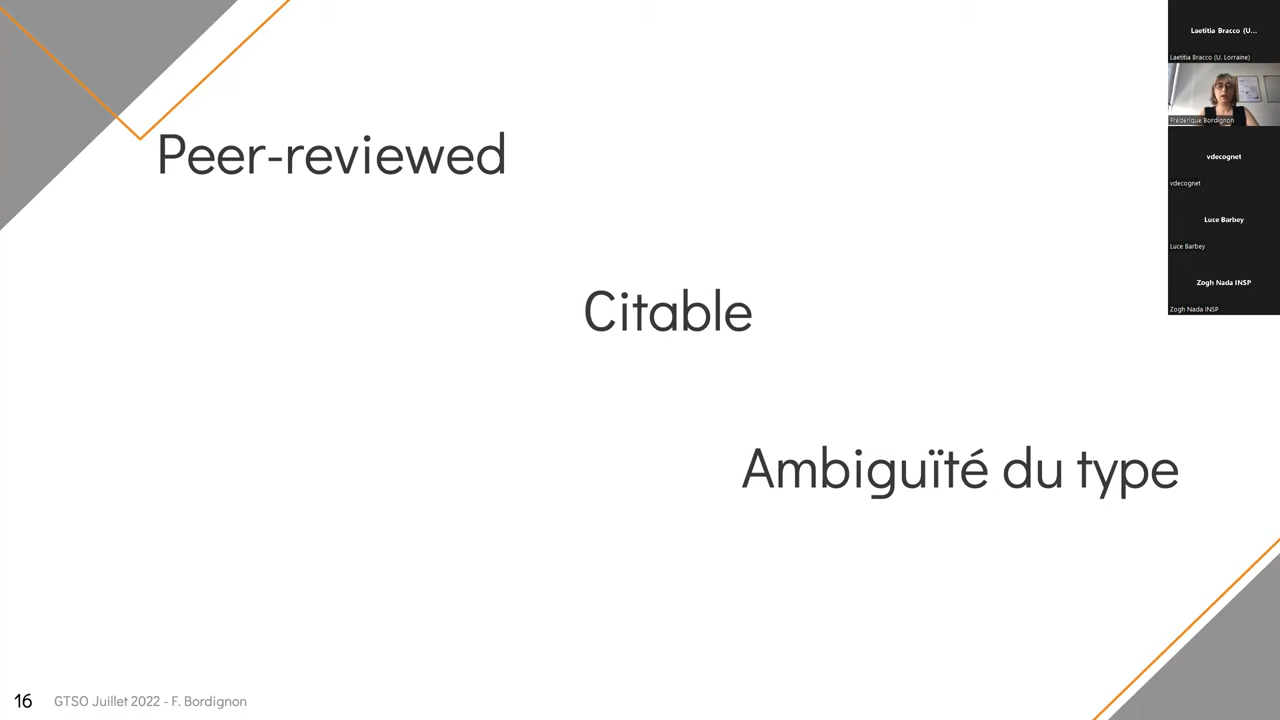 Peer-reviewed
Citable
Ambiguïté du type
16 GTSO Juillet 2022 - F. Bordignon
Laetitia Bracco (U...
Laetitia Bracco (U. Lorraine)
Frédérique Bordignon
vdecognet
vdecognet
Luce Barbey
Luce Barbey
Zogh Nada INSP
Zogh Nada INSP